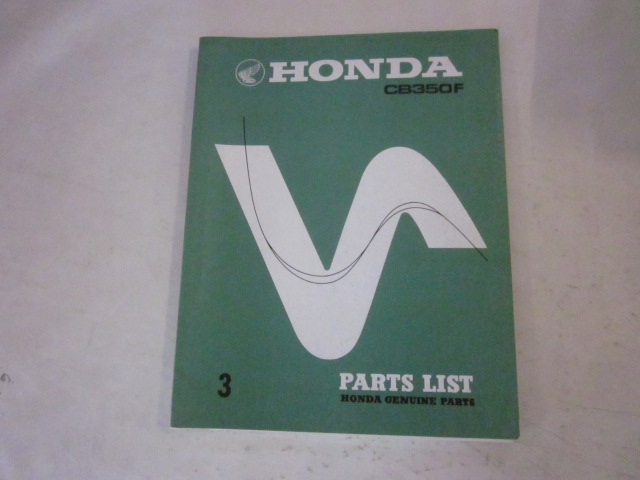 HONDA
CB350F
3
PARTS LIST
HONDA GENUINE PARTS